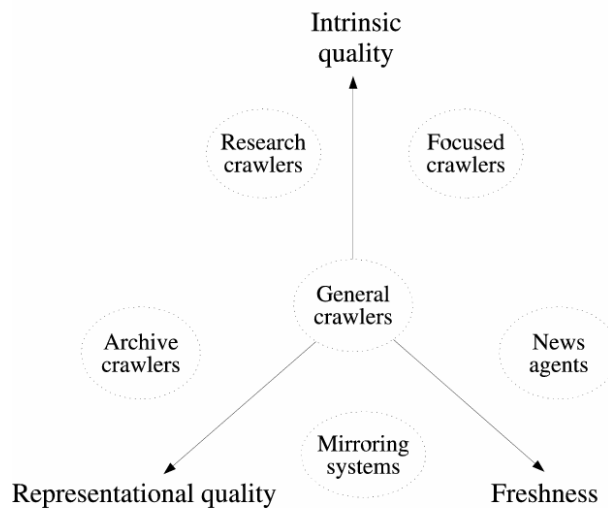 Intrinsic
quality
Research
crawlers
Focused
crawlers
General
crawlers
Archive
crawlers
News
agents
Mirroring
systems
Representational quality
Freshness